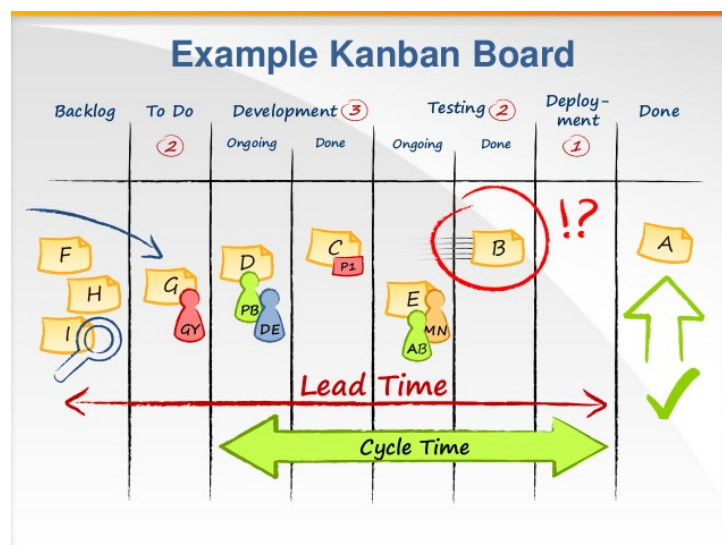 Example Kanban Board
Backlog
To Do
2
Development 3
Ongoing
Done
Testing 2
Ongoing
Done
Deploy-
ment
1
Done
F
H
I
G
GY
D
PB
DE
C
P1
E
MN
AB
B
!?
A
Lead Time
Cycle Time